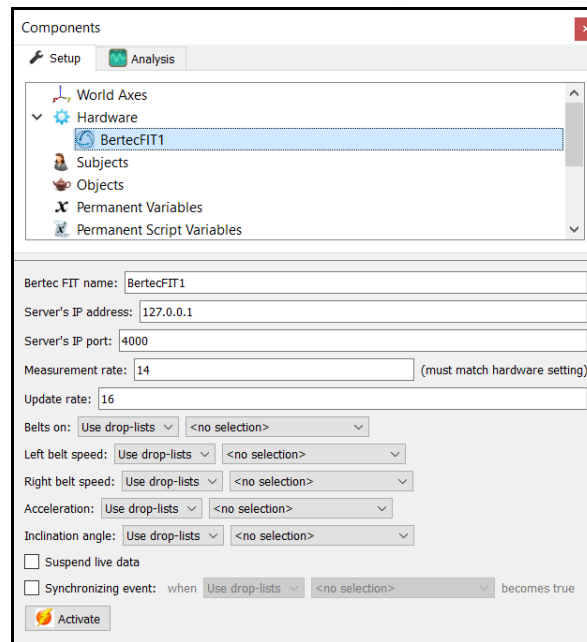 Components
Setup Analysis
World Axes
Hardware
BertecFIT1
Subjects
Objects
Permanent Variables
Permanent Script Variables
Bertec FIT name: BertecFIT1
Server's IP address: 127.0.0.1
Server's IP port: 4000
Measurement rate: 14 (must match hardware setting)
Update rate: 16
Belts on: Use drop-lists <no selection>
Left belt speed: Use drop-lists <no selection>
Right belt speed: Use drop-lists <no selection>
Acceleration: Use drop-lists <no selection>
Inclination angle: Use drop-lists <no selection>
Suspend live data
Synchronizing event: when Use drop-lists <no selection> becomes true
Activate